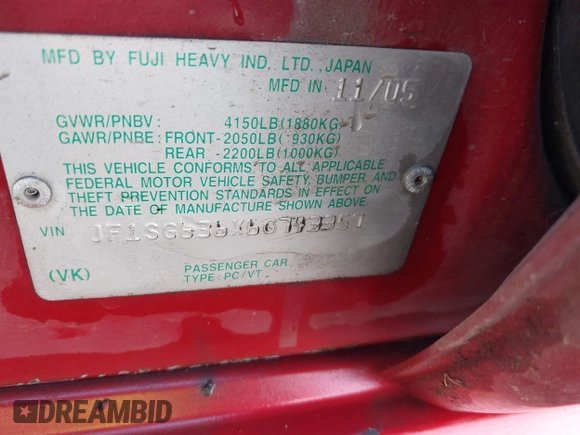 MFD BY FUJI HEAVY IND. LTD. JAPAN
MFD IN 11/05
GVWR/PNBV : 4150LB(1880KG)
GAWR/PNBE : FRONT-2050LB( 930KG)
REAR -2200LB(1000KG)
THIS VEHICLE CONFORMS TO ALL APPLICABLE
FEDERAL MOTOR VEHICLE SAFETY, BUMPER, AND
THEFT PREVENTION STANDARDS IN EFFECT ON
THE DATE OF MANUFACTURE SHOWN ABOVE.
VIN
(VK)
PASSENGER CAR
TYPE : PC/VT
DREAMBID